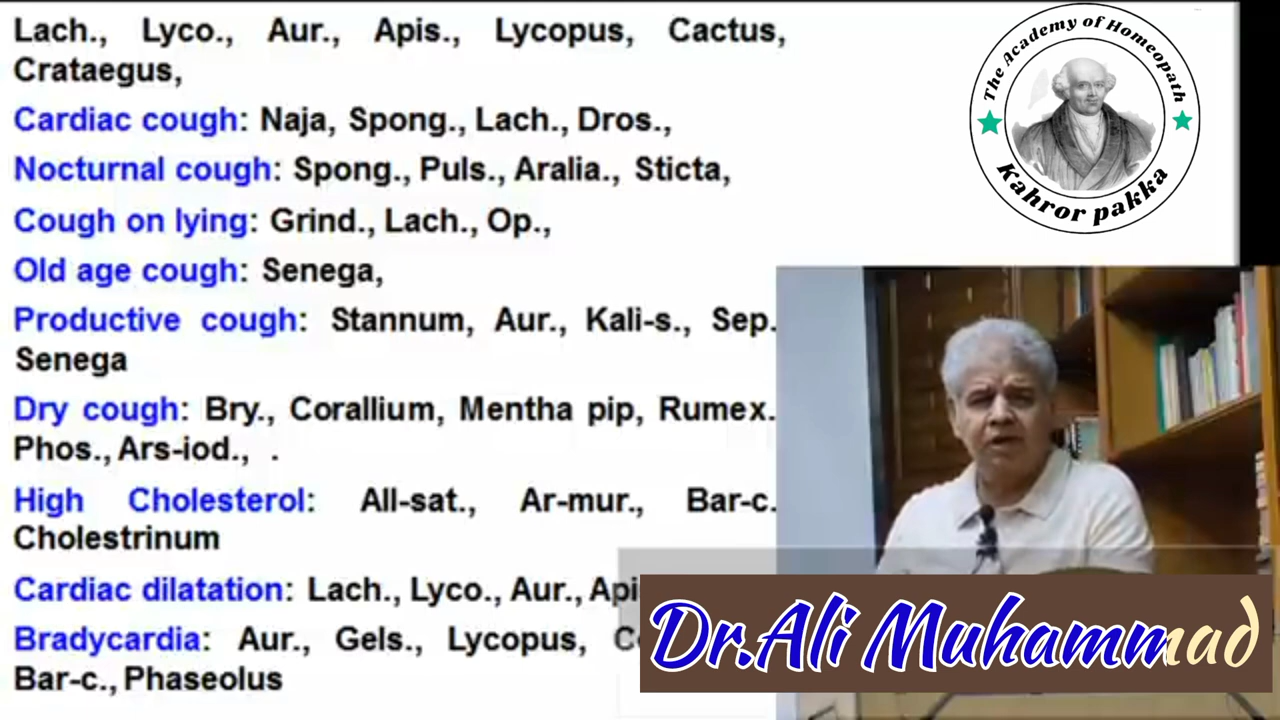 Lach., Lyco., Aur., Apis., Lycopus, Cactus,
Crataegus,
Cardiac cough: Naja, Spong., Lach., Dros.,
Nocturnal cough: Spong., Puls., Aralia., Sticta,
Cough on lying: Grind., Lach., Op.,
Old age cough: Senega,
Productive cough: Stannum, Aur., Kali-s., Sep.
Senega
Dry cough: Bry., Corallium, Mentha pip, Rumex.
Phos., Ars-iod., .
High Cholesterol: All-sat., Ar-mur., Bar-c.
Cholestrinum
Cardiac dilatation: Lach., Lyco., Aur.,
Bradycardia: Aur., Gels., Lycopus,
Bar-c., Phaseolus
The Academy of Homeopath
Kahror pakka
Dr.Ali Muhammad